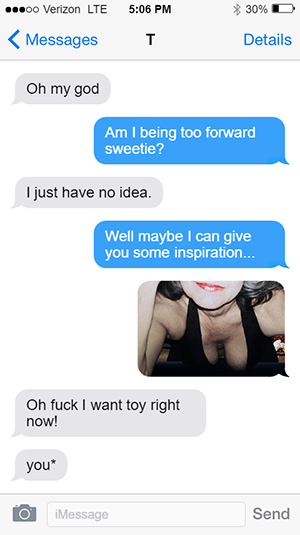 Verizon LTE 5:06 PM 30%
Messages T Details
Oh my god
Am I being too forward
sweetie?
I just have no idea.
Well maybe I can give
you some inspiration...
Oh fuck I want toy right
now!
you*
iMessage Send